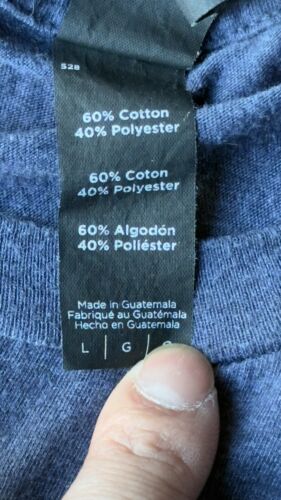 528
60% Cotton
40% Polyester
60% Coton
40% Polyester
60% Algodón
40% Poliéster
Made in Guatemala
Fabriqué au Guatémala
Hecho en Guatemala
L | G |